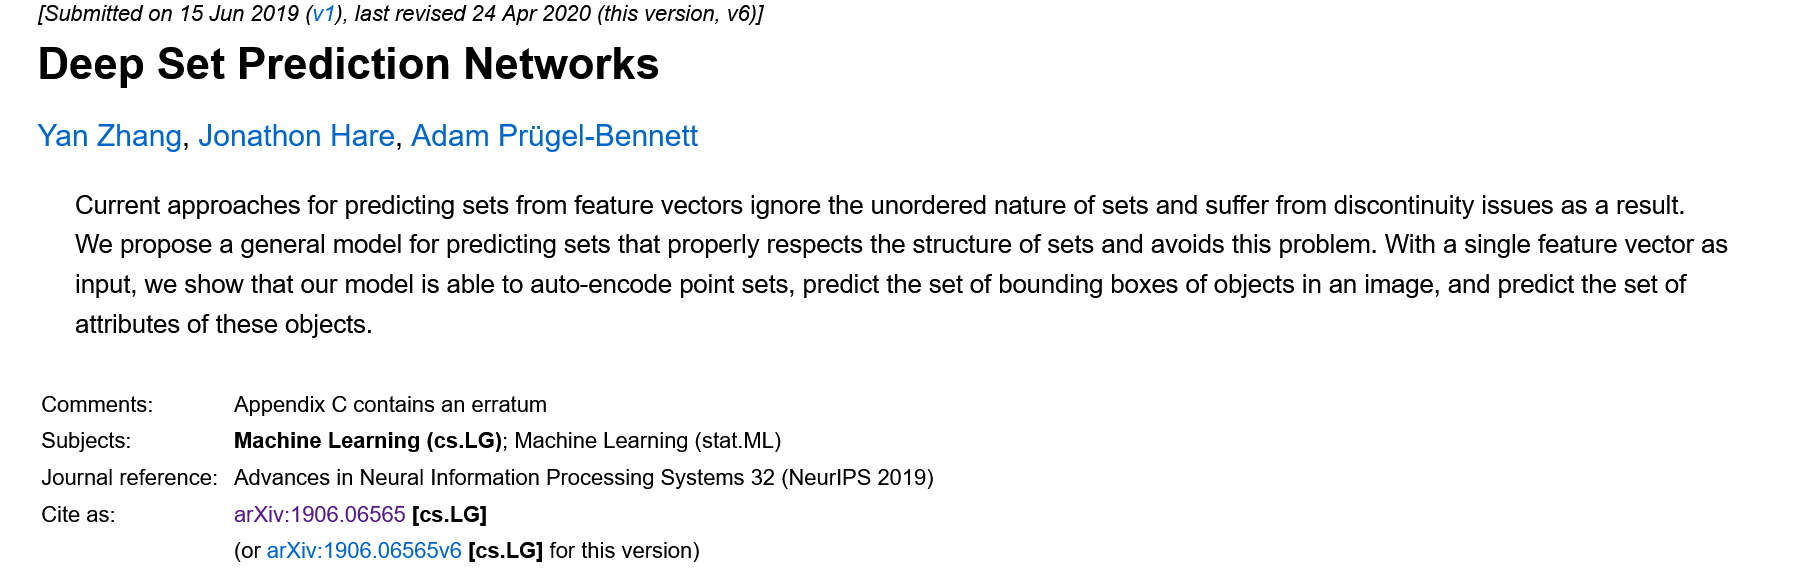 [Submitted on 15 Jun 2019 (v1), last revised 24 Apr 2020 (this version, v6)]
Deep Set Prediction Networks
Yan Zhang, Jonathon Hare, Adam Prügel-Bennett
Current approaches for predicting sets from feature vectors ignore the unordered nature of sets and suffer from discontinuity issues as a result.
We propose a general model for predicting sets that properly respects the structure of sets and avoids this problem. With a single feature vector as
input, we show that our model is able to auto-encode point sets, predict the set of bounding boxes of objects in an image, and predict the set of
attributes of these objects.
Comments: Appendix C contains an erratum
Subjects: Machine Learning (cs.LG); Machine Learning (stat.ML)
Journal reference: Advances in Neural Information Processing Systems 32 (NeurIPS 2019)
Cite as: arXiv:1906.06565 [cs.LG]
(or arXiv:1906.06565v6 [cs.LG] for this version)